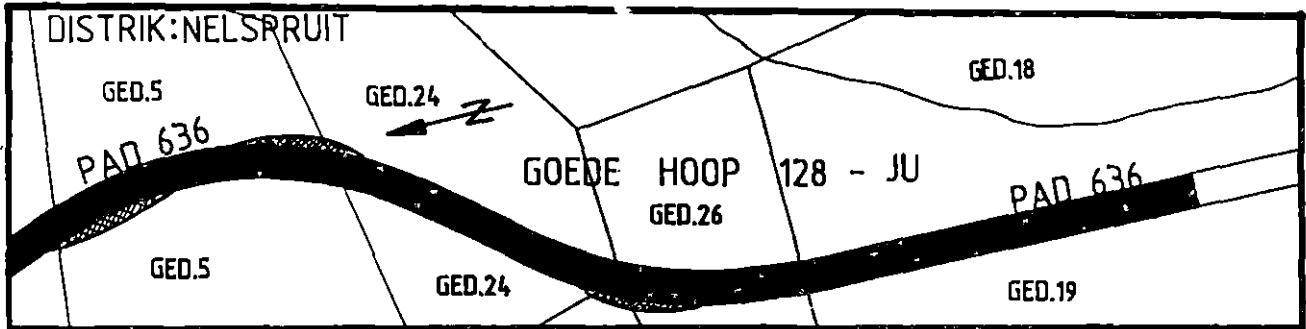 DISTRIK:NELSPRUIT
GED.5
GED.24
GED.18
N
PAD 636
GOEDE HOOP 128 - JU
PAD 636
GED.26
GED.5
GED.24
GED.19